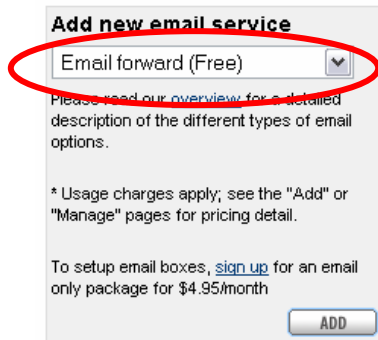 Add new email service
Email forward (Free)
Please read our overview for a detailed
description of the different types of email
options.
* Usage charges apply; see the "Add" or
"Manage" pages for pricing detail.
To setup email boxes, sign up for an email
only package for $4.95/month
ADD